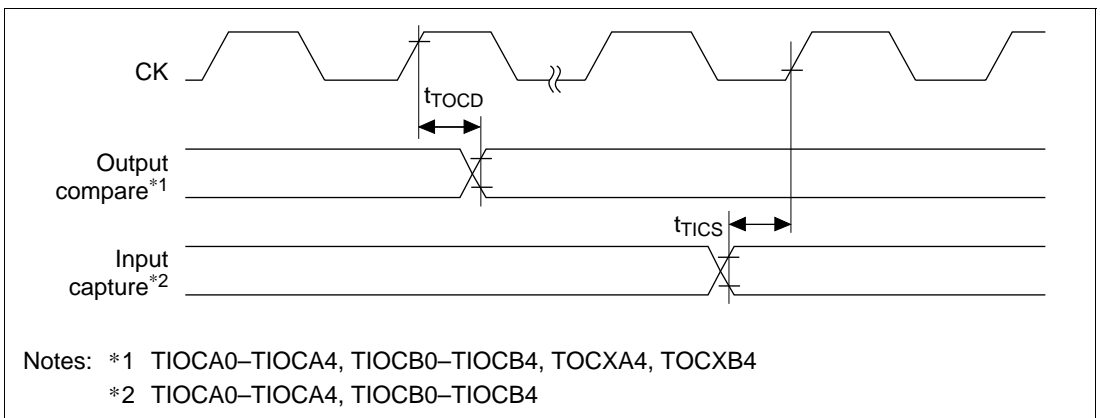 CK
tTOCD
Output
compare*1
tTICS
Input
capture*2
Notes: *1 TIOCA0–TIOCA4, TIOCB0–TIOCB4, TOCXA4, TOCXB4
*2 TIOCA0–TIOCA4, TIOCB0–TIOCB4